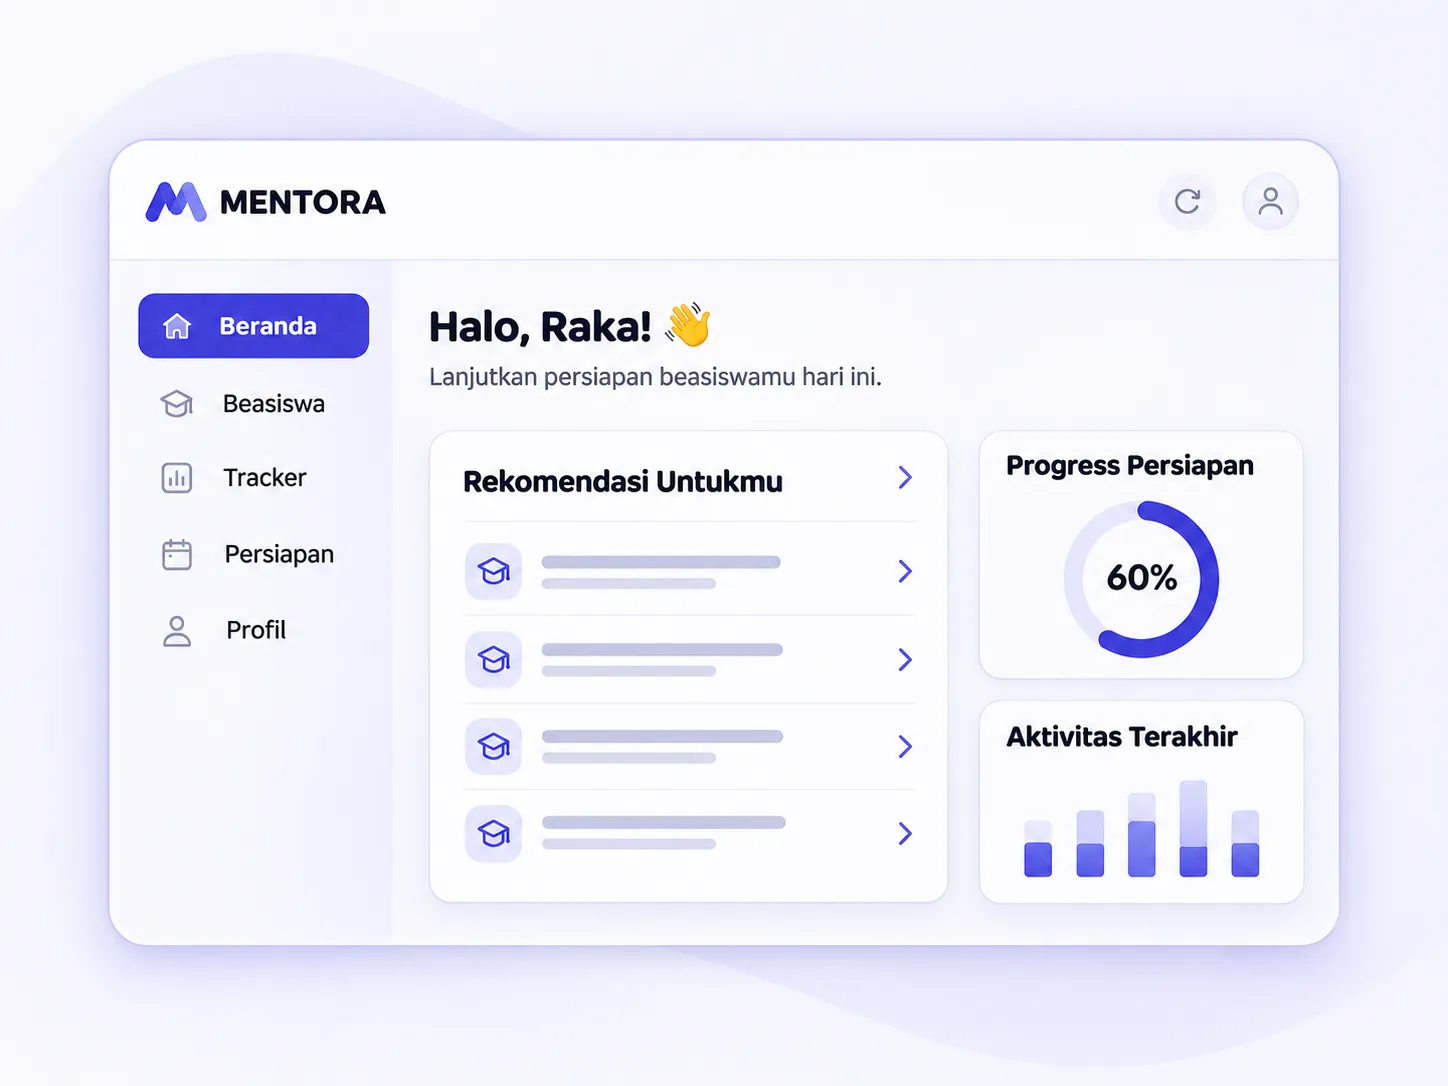 MENTORA
Beranda
Beasiswa
Tracker
Persiapan
Profil
Halo, Raka! 👋
Lanjutkan persiapan beasiswamu hari ini.
Rekomendasi Untukmu
Progress Persiapan
60%
Aktivitas Terakhir